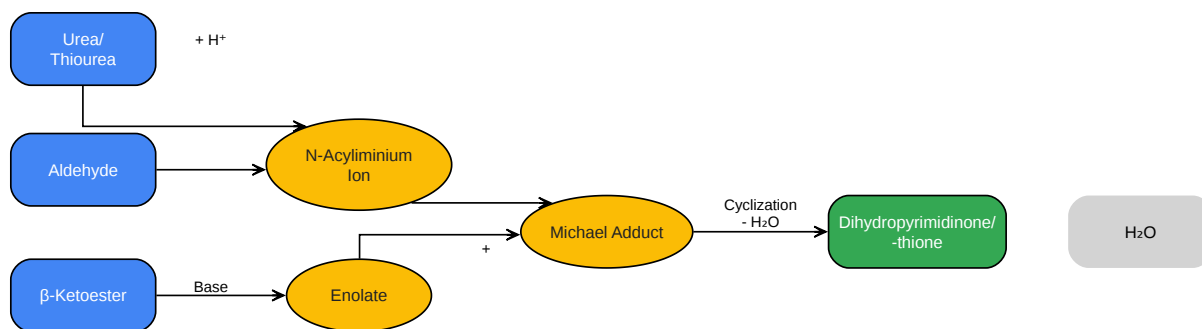 Urea/
Thiourea
+ H⁺
Aldehyde
N-Acyliminium
Ion
Cyclization
- H₂O
Michael Adduct
Dihydropyrimidinone/
-thione
H₂O
+
β-Ketoester
Base
Enolate